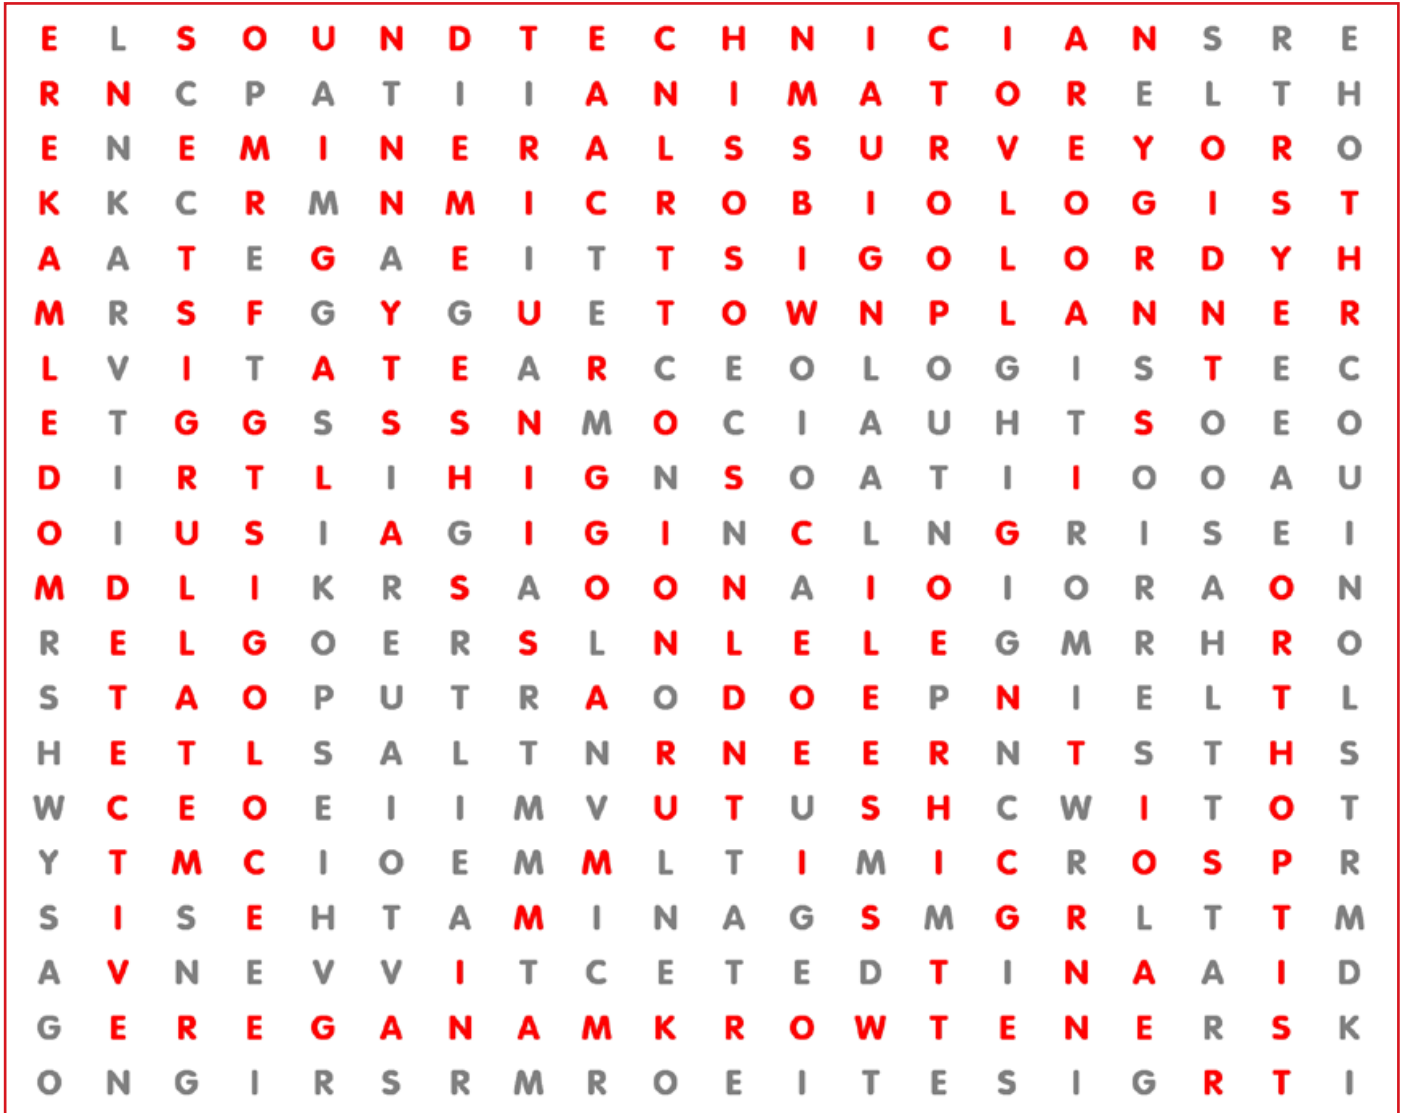 E L S O U N D T E C H N I C I A N S R E
R N C P A T I I A N I M A T O R E L T H
E N E M I N E R A L S S U R V E Y O R O
K K C R M N M I C R O B I O L O G I S T
A A T E G A E I T T S I G O L O R D Y H
M R S F G Y G U E T O W N P L A N N E R
L V I T A T E A R C E O L O G I S T E C
E T G G S S S N M O C I A U H T S O E O
D I R T L I H I G N S O A T I I O O A U
O I U S I A G I G I N C L N G R I S E I
M D L I K R S A O O N A I O I O R A O N
R E L G O E R S L N L E L E G M R H R O
S T A O P U T R A O D O E P N I E L T L
H E T L S A L T N R N E E R N T S T H S
W C E O E I I M V U T U S H C W I T O T
Y T M C I O E M M L T I M I C R O S P R
S I S E H T A M I N A G S M G R L T T M
A V N E V V I T C E T E D T I N A A I D
G E R E G A N A M K R O W T E N E R S K
O N G I R S R M R O E I T E S I G R T I